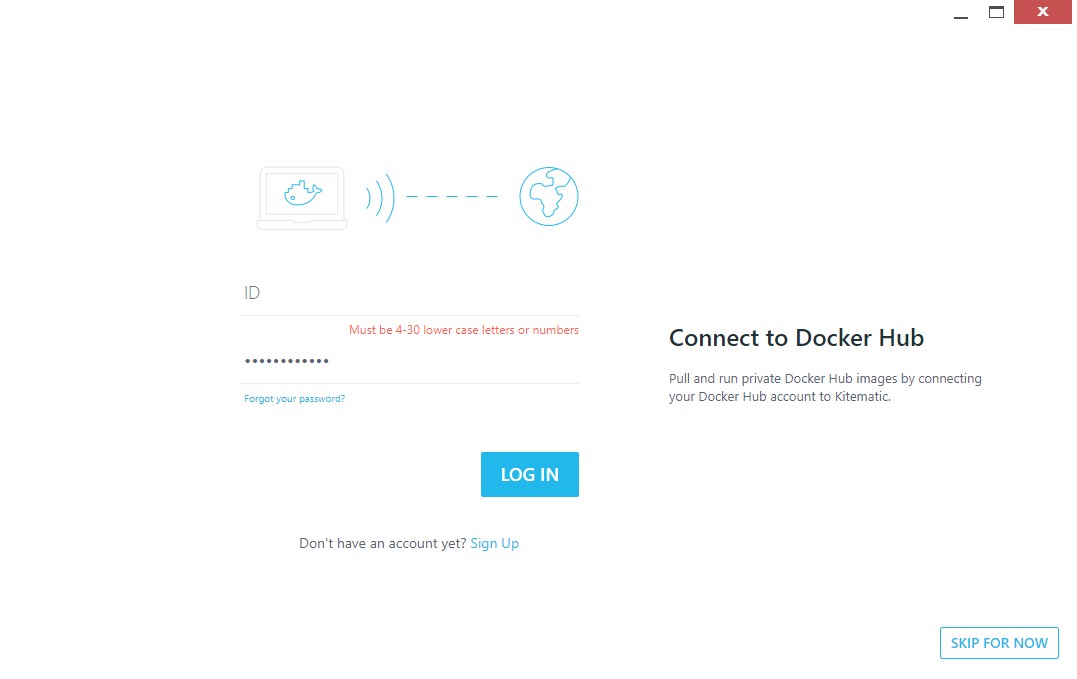 ID
Must be 4-30 lower case letters or numbers
••••••••••••
Forgot your password?
LOG IN
Don't have an account yet? Sign Up
Connect to Docker Hub
Pull and run private Docker Hub images by connecting
your Docker Hub account to Kitematic.
SKIP FOR NOW